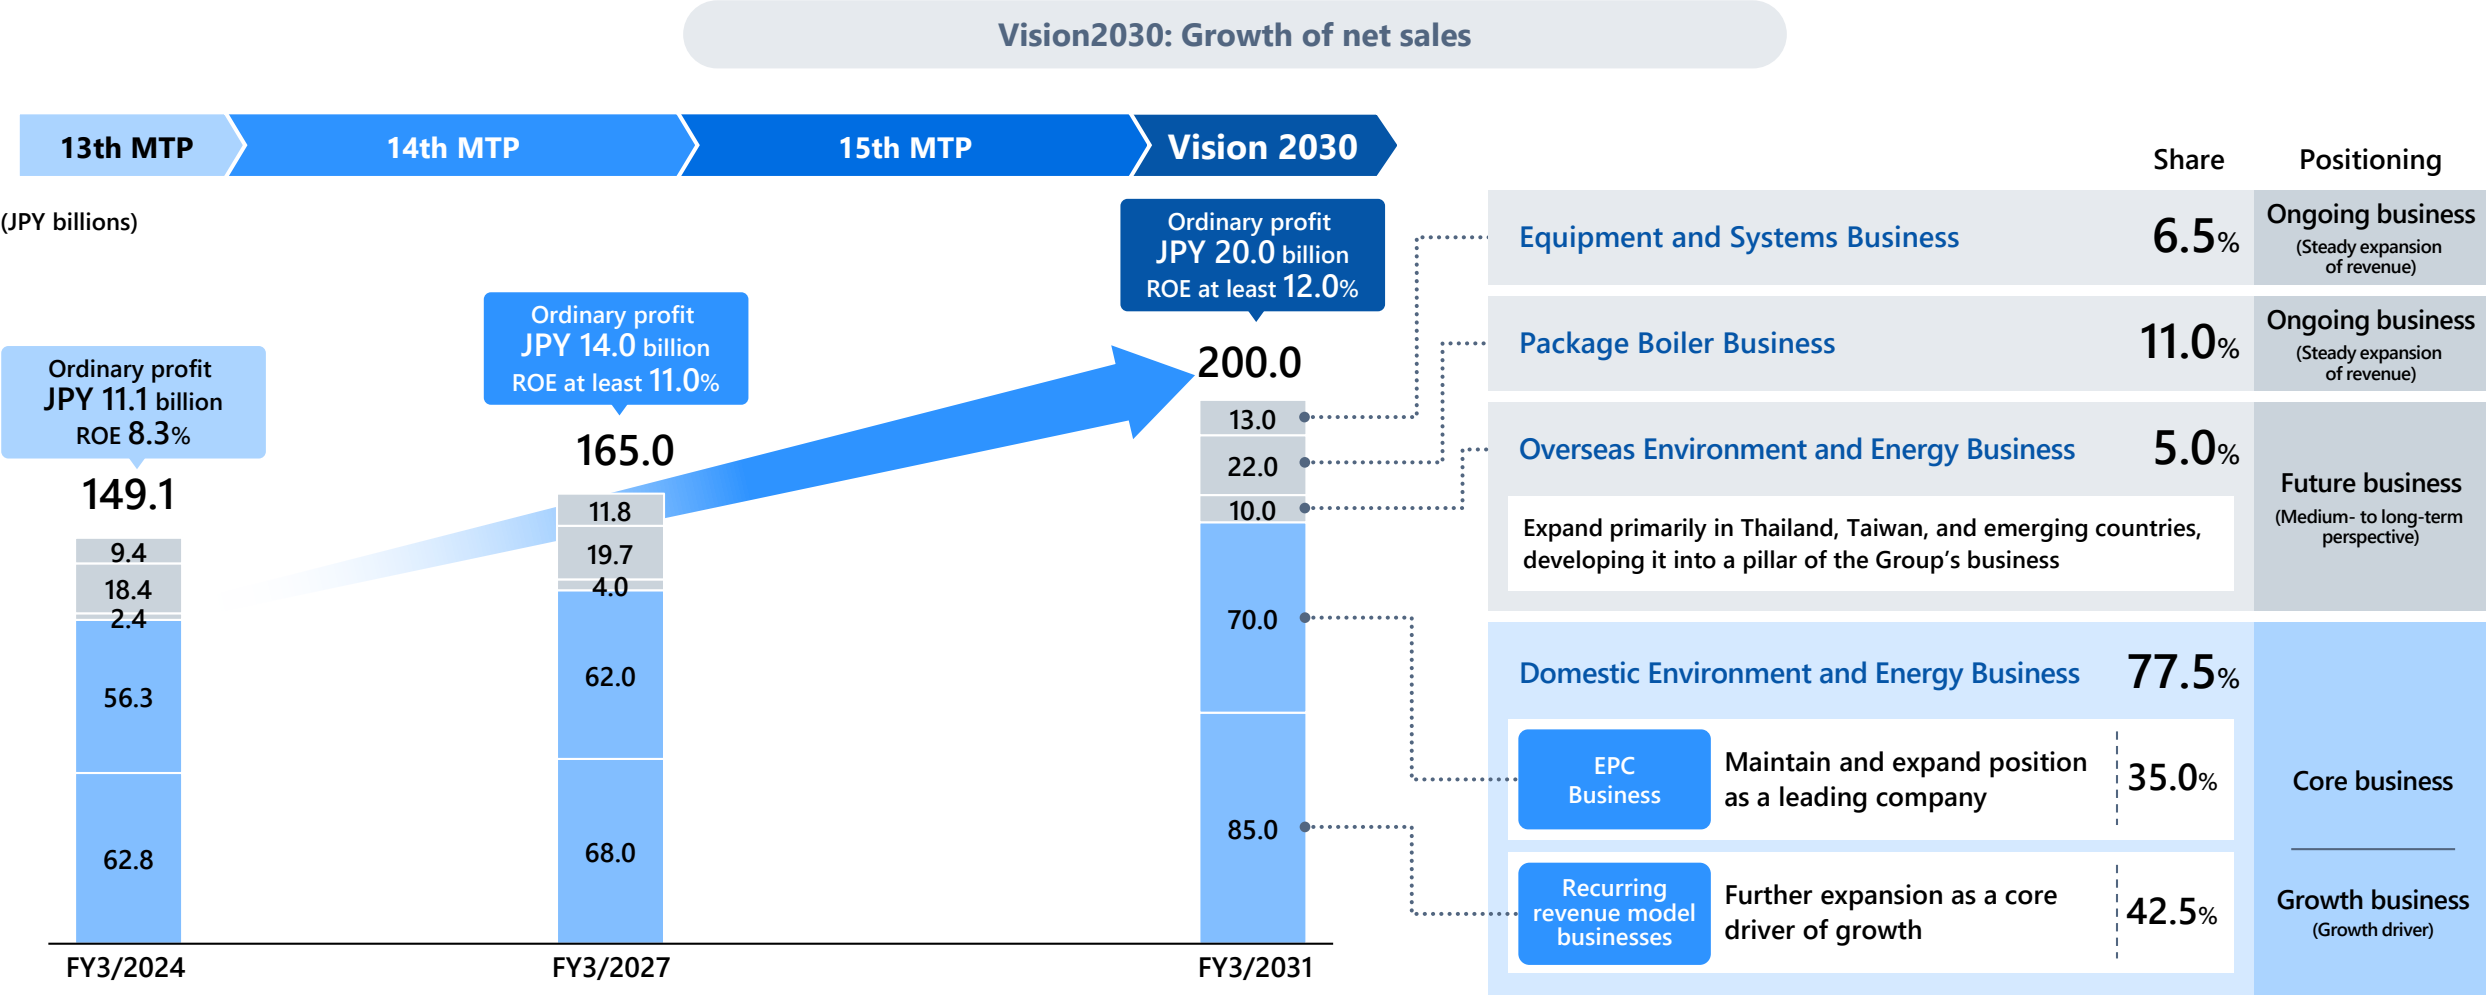 Vision2030: Growth of net sales
13th MTP
14th MTP
15th MTP
Vision 2030
(JPY billions)
Ordinary profit
JPY 11.1 billion
ROE 8.3%
149.1
9.4
18.4
2.4
56.3
62.8
FY3/2024
Ordinary profit
JPY 14.0 billion
ROE at least 11.0%
165.0
11.8
19.7
4.0
62.0
68.0
FY3/2027
Ordinary profit
JPY 20.0 billion
ROE at least 12.0%
200.0
13.0
22.0
10.0
70.0
85.0
FY3/2031
Share
Positioning
Equipment and Systems Business
6.5%
Ongoing business
(Steady expansion
of revenue)
Package Boiler Business
11.0%
Ongoing business
(Steady expansion
of revenue)
Overseas Environment and Energy Business
5.0%
Expand primarily in Thailand, Taiwan, and emerging countries,
developing it into a pillar of the Group's business
Future business
(Medium- to long-term
perspective)
Domestic Environment and Energy Business
77.5%
EPC
Business
Maintain and expand position
as a leading company
35.0%
Core business
Recurring
revenue model
businesses
Further expansion as a core
driver of growth
42.5%
Growth business
(Growth driver)